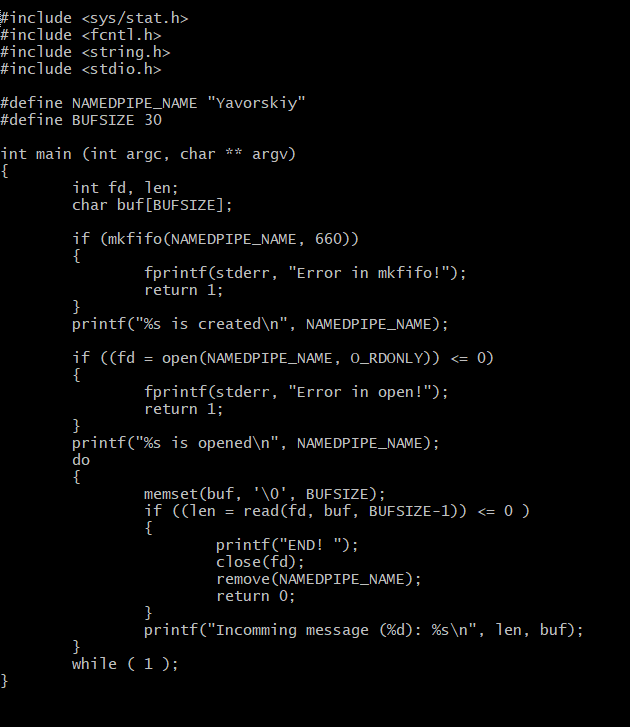 #include <sys/stat.h>
#include <fcntl.h>
#include <string.h>
#include <stdio.h>

#define NAMEDPIPE_NAME "Yavorskiy"
#define BUFSIZE 30

int main (int argc, char ** argv)
{
        int fd, len;
        char buf[BUFSIZE];

        if (mkfifo(NAMEDPIPE_NAME, 660))
        {
                fprintf(stderr, "Error in mkfifo!");
                return 1;
        }
        printf("%s is created\n", NAMEDPIPE_NAME);

        if ((fd = open(NAMEDPIPE_NAME, O_RDONLY)) <= 0)
        {
                fprintf(stderr, "Error in open!");
                return 1;
        }
        printf("%s is opened\n", NAMEDPIPE_NAME);
        do
        {
                memset(buf, '\0', BUFSIZE);
                if ((len = read(fd, buf, BUFSIZE-1)) <= 0 )
                {
                        printf("END! ");
                        close(fd);
                        remove(NAMEDPIPE_NAME);
                        return 0;
                }
                printf("Incomming message (%d): %s\n", len, buf);
        }
        while ( 1 );
}